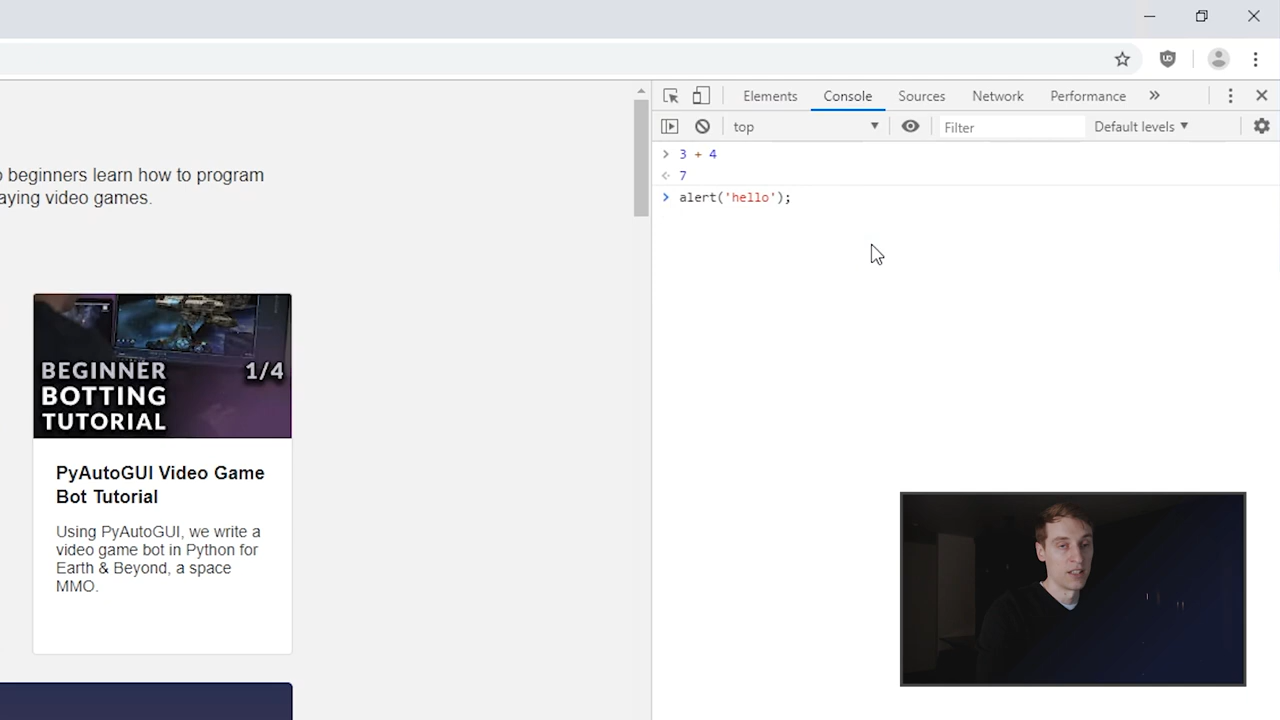 Elements Console Sources Network Performance »
top Filter Default levels
> 3 + 4
7
> alert('hello');
beginners learn how to program
aying video games.
BEGINNER 1/4
BOTTING
TUTORIAL
PyAutoGUI Video Game
Bot Tutorial
Using PyAutoGUI, we write a
video game bot in Python for
Earth & Beyond, a space
MMO.